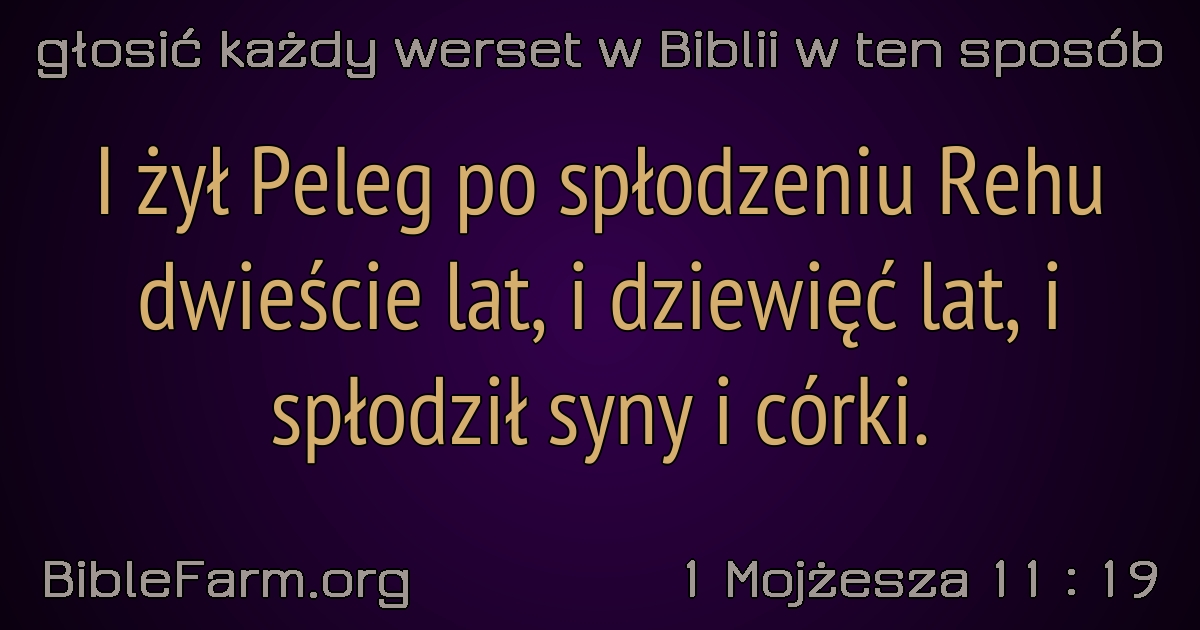 głosić każdy werset w Biblii w ten sposób
I żył Peleg po spłodzeniu Rehu
dwieście lat, i dziewięć lat, i
spłodził syny i córki.
BibleFarm.org
1 Mojżesza 11 : 19